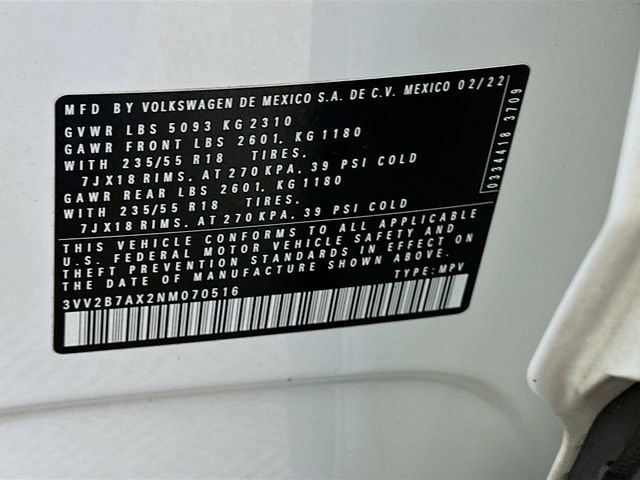 MFD BY VOLKSWAGEN DE MEXICO S.A. DE C.V. MEXICO 02/22
GVWR LBS 5093 KG 2310
GAWR FRONT LBS 2601, KG 1180
WITH 235/55 R18 TIRES.
7JX18 RIMS, AT 270 KPA, 39 PSI COLD
GAWR REAR LBS 2601, KG 1180
WITH 235/55 R18 TIRES.
7JX18 RIMS, AT 270 KPA, 39 PSI COLD
THIS VEHICLE CONFORMS TO ALL APPLICABLE
U.S. FEDERAL MOTOR VEHICLE SAFETY AND
THEFT PREVENTION STANDARDS IN EFFECT ON
THE DATE OF MANUFACTURE SHOWN ABOVE.
3VV2B7AX2NM070516 TYPE: MPV
0334418 3709